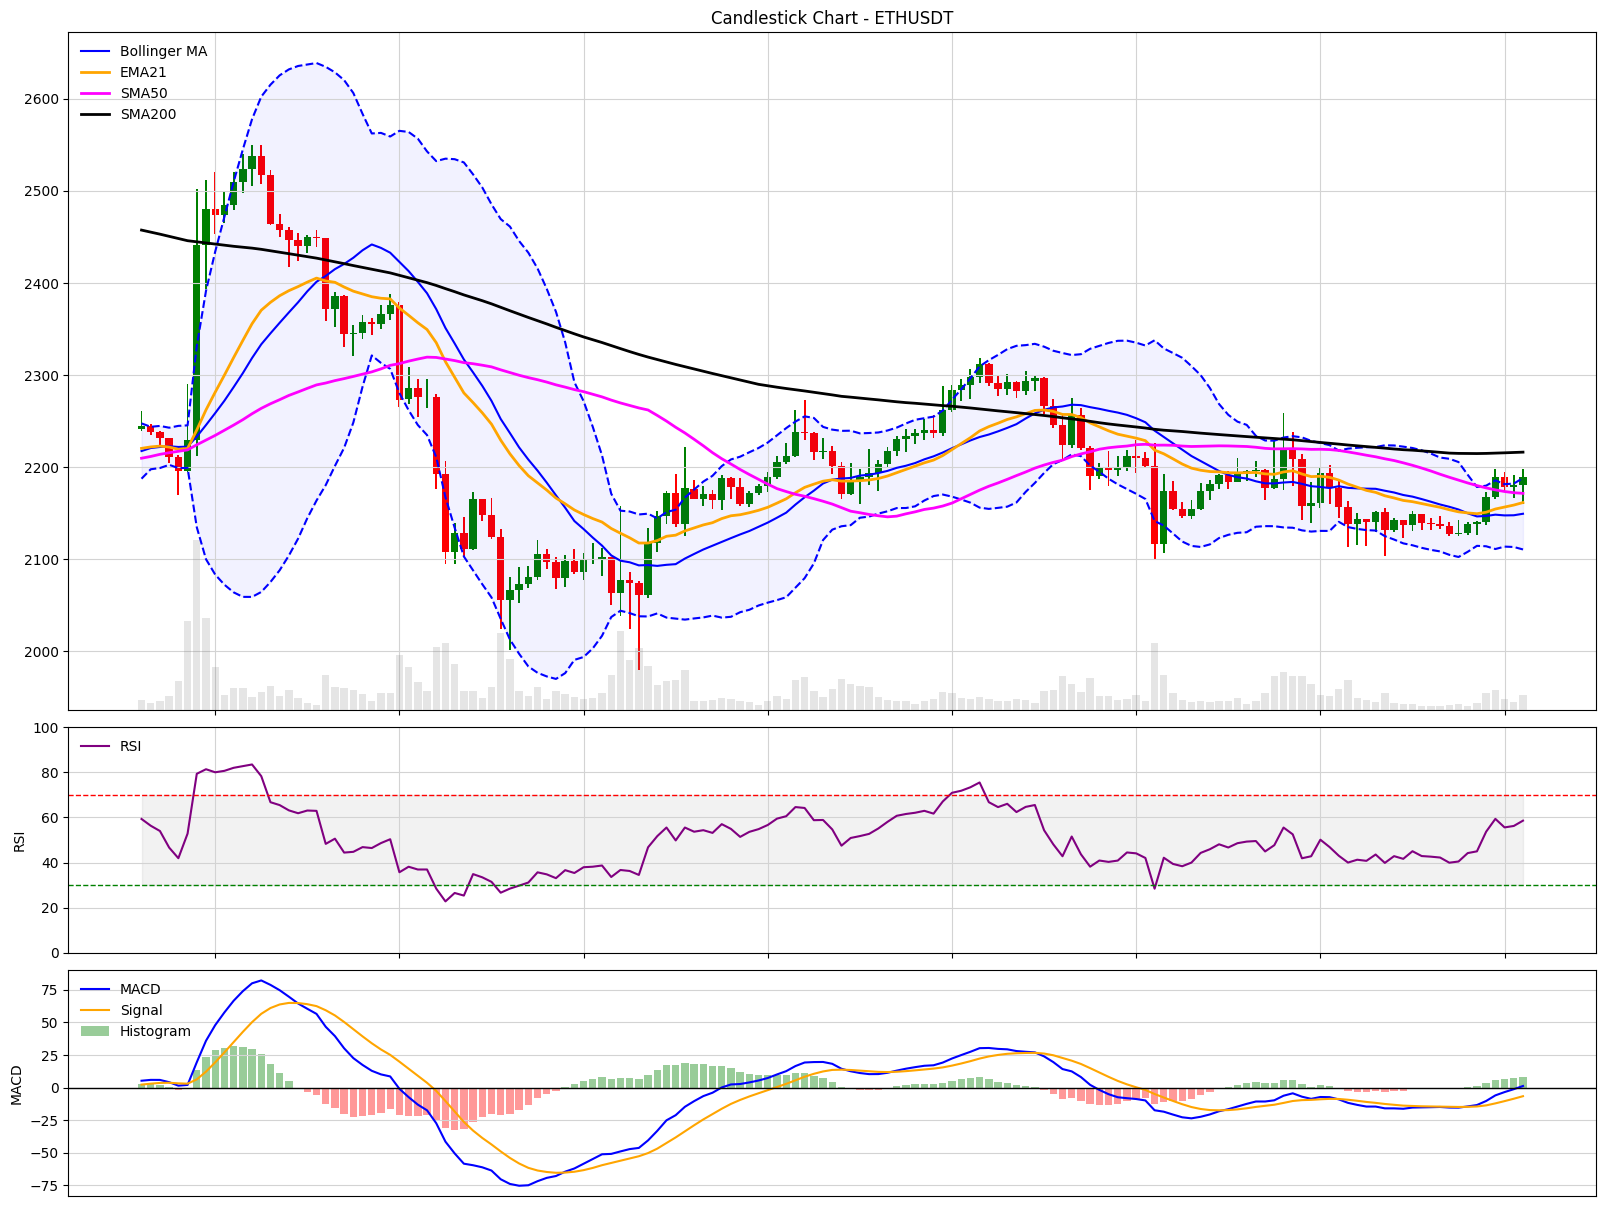 Candlestick Chart - ETHUSDT
Bollinger MA
EMA21
SMA50
SMA200
2600
2500
2400
2300
2200
2100
2000
RSI
100
80
60
40
20
0
RSI
MACD
Signal
Histogram
75
50
25
0
−25
−50
−75
MACD